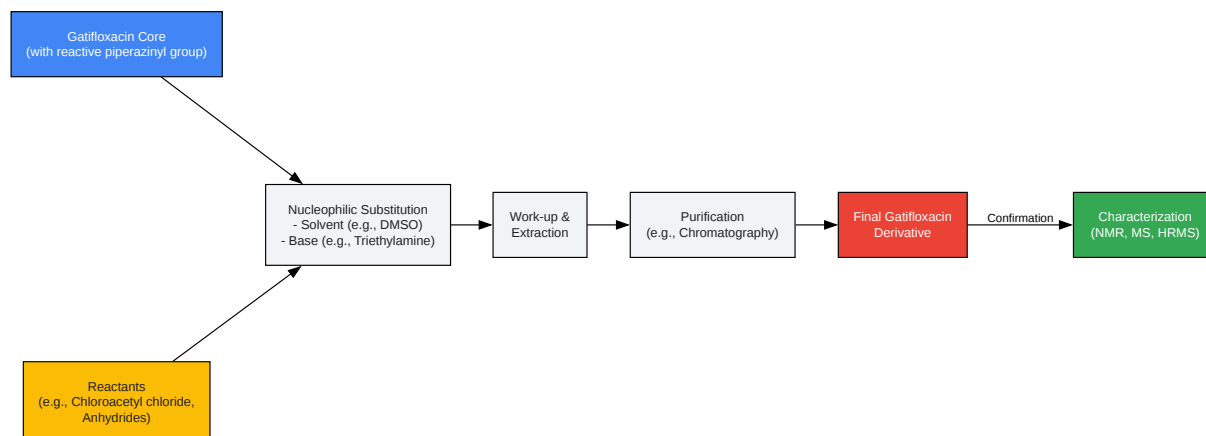 Gatifloxacin Core
(with reactive piperazinyl group)
Nucleophilic Substitution
- Solvent (e.g., DMSO)
- Base (e.g., Triethylamine)
Work-up &
Extraction
Purification
(e.g., Chromatography)
Final Gatifloxacin
Derivative
Confirmation
Characterization
(NMR, MS, HRMS)
Reactants
(e.g., Chloroacetyl chloride,
Anhydrides)